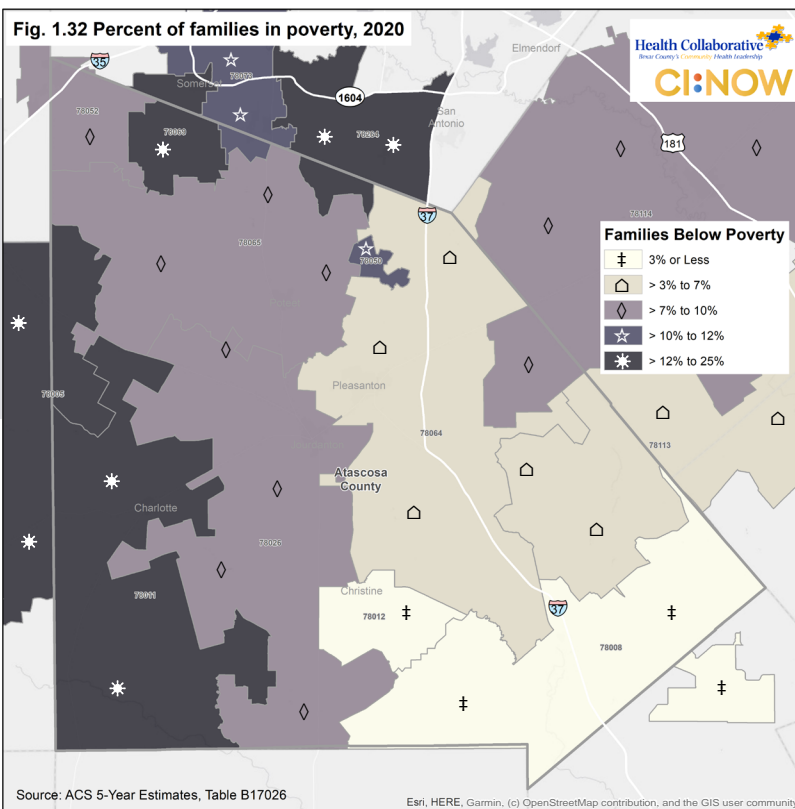 Fig. 1.32 Percent of families in poverty, 2020
Health Collaborative
Bexar County's Community Health Leadership
CI:NOW
35
Elmendorf
78073
Somerset
1604
San
Antonio
78052
78069
78264
181
37
78114
78065
78050
Families Below Poverty
3% or Less
> 3% to 7%
> 7% to 10%
> 10% to 12%
> 12% to 25%
Pleasanton
78005
78064
78113
Atascosa
County
Charlotte
78026
Christine
78011
78012
37
78008
Source: ACS 5-Year Estimates, Table B17026
Esri, HERE, Garmin, (c) OpenStreetMap contribution, and the GIS user community